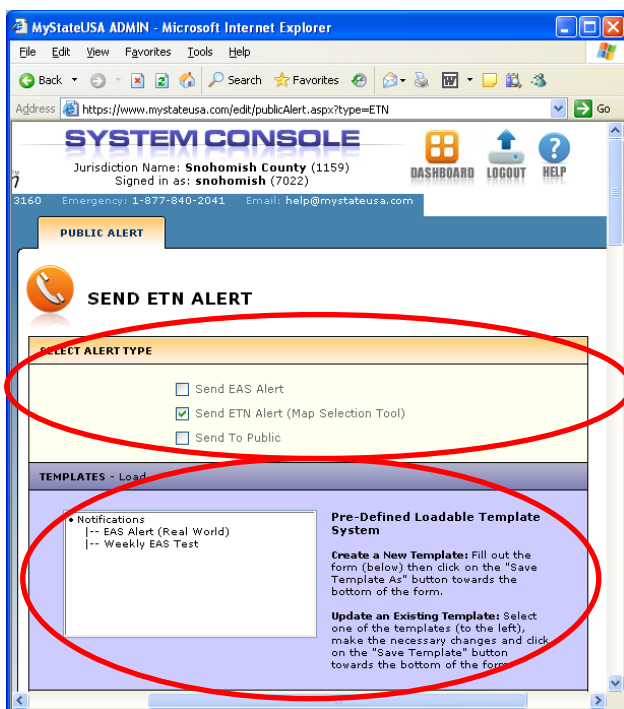 MyStateUSA ADMIN - Microsoft Internet Explorer
File Edit View Favorites Tools Help
Back Search Favorites
Address https://www.mystateusa.com/edit/publicAlert.aspx?type=ETN Go
SYSTEM CONSOLE
Jurisdiction Name: Snohomish County (1159)
Signed in as: snohomish (7022)
DASHBOARD LOGOUT HELP
7
3160 Emergency: 1-877-840-2041 Email: help@mystateusa.com
PUBLIC ALERT
SEND ETN ALERT
SELECT ALERT TYPE
Send EAS Alert
Send ETN Alert (Map Selection Tool)
Send To Public
TEMPLATES - Load
• Notifications
|-- EAS Alert (Real World)
|-- Weekly EAS Test
Pre-Defined Loadable Template
System
Create a New Template: Fill out the
form (below) then click on the "Save
Template As" button towards the
bottom of the form.
Update an Existing Template: Select
one of the templates (to the left),
make the necessary changes and click
on the "Save Template" button
towards the bottom of the form.